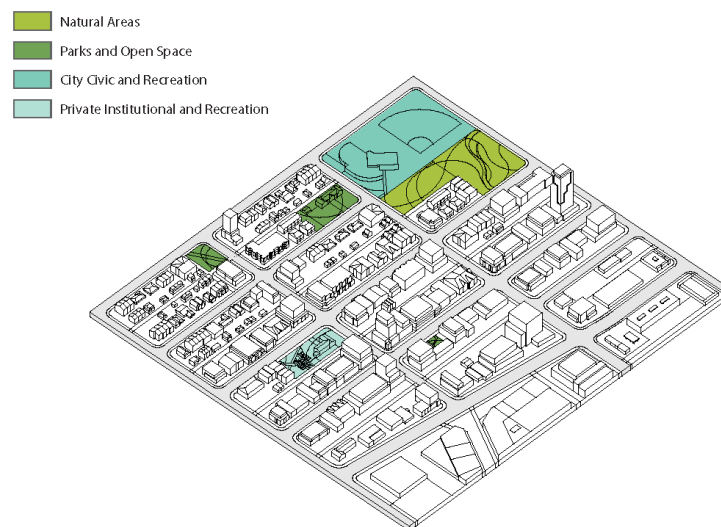 Natural Areas
Parks and Open Space
City Civic and Recreation
Private Institutional and Recreation